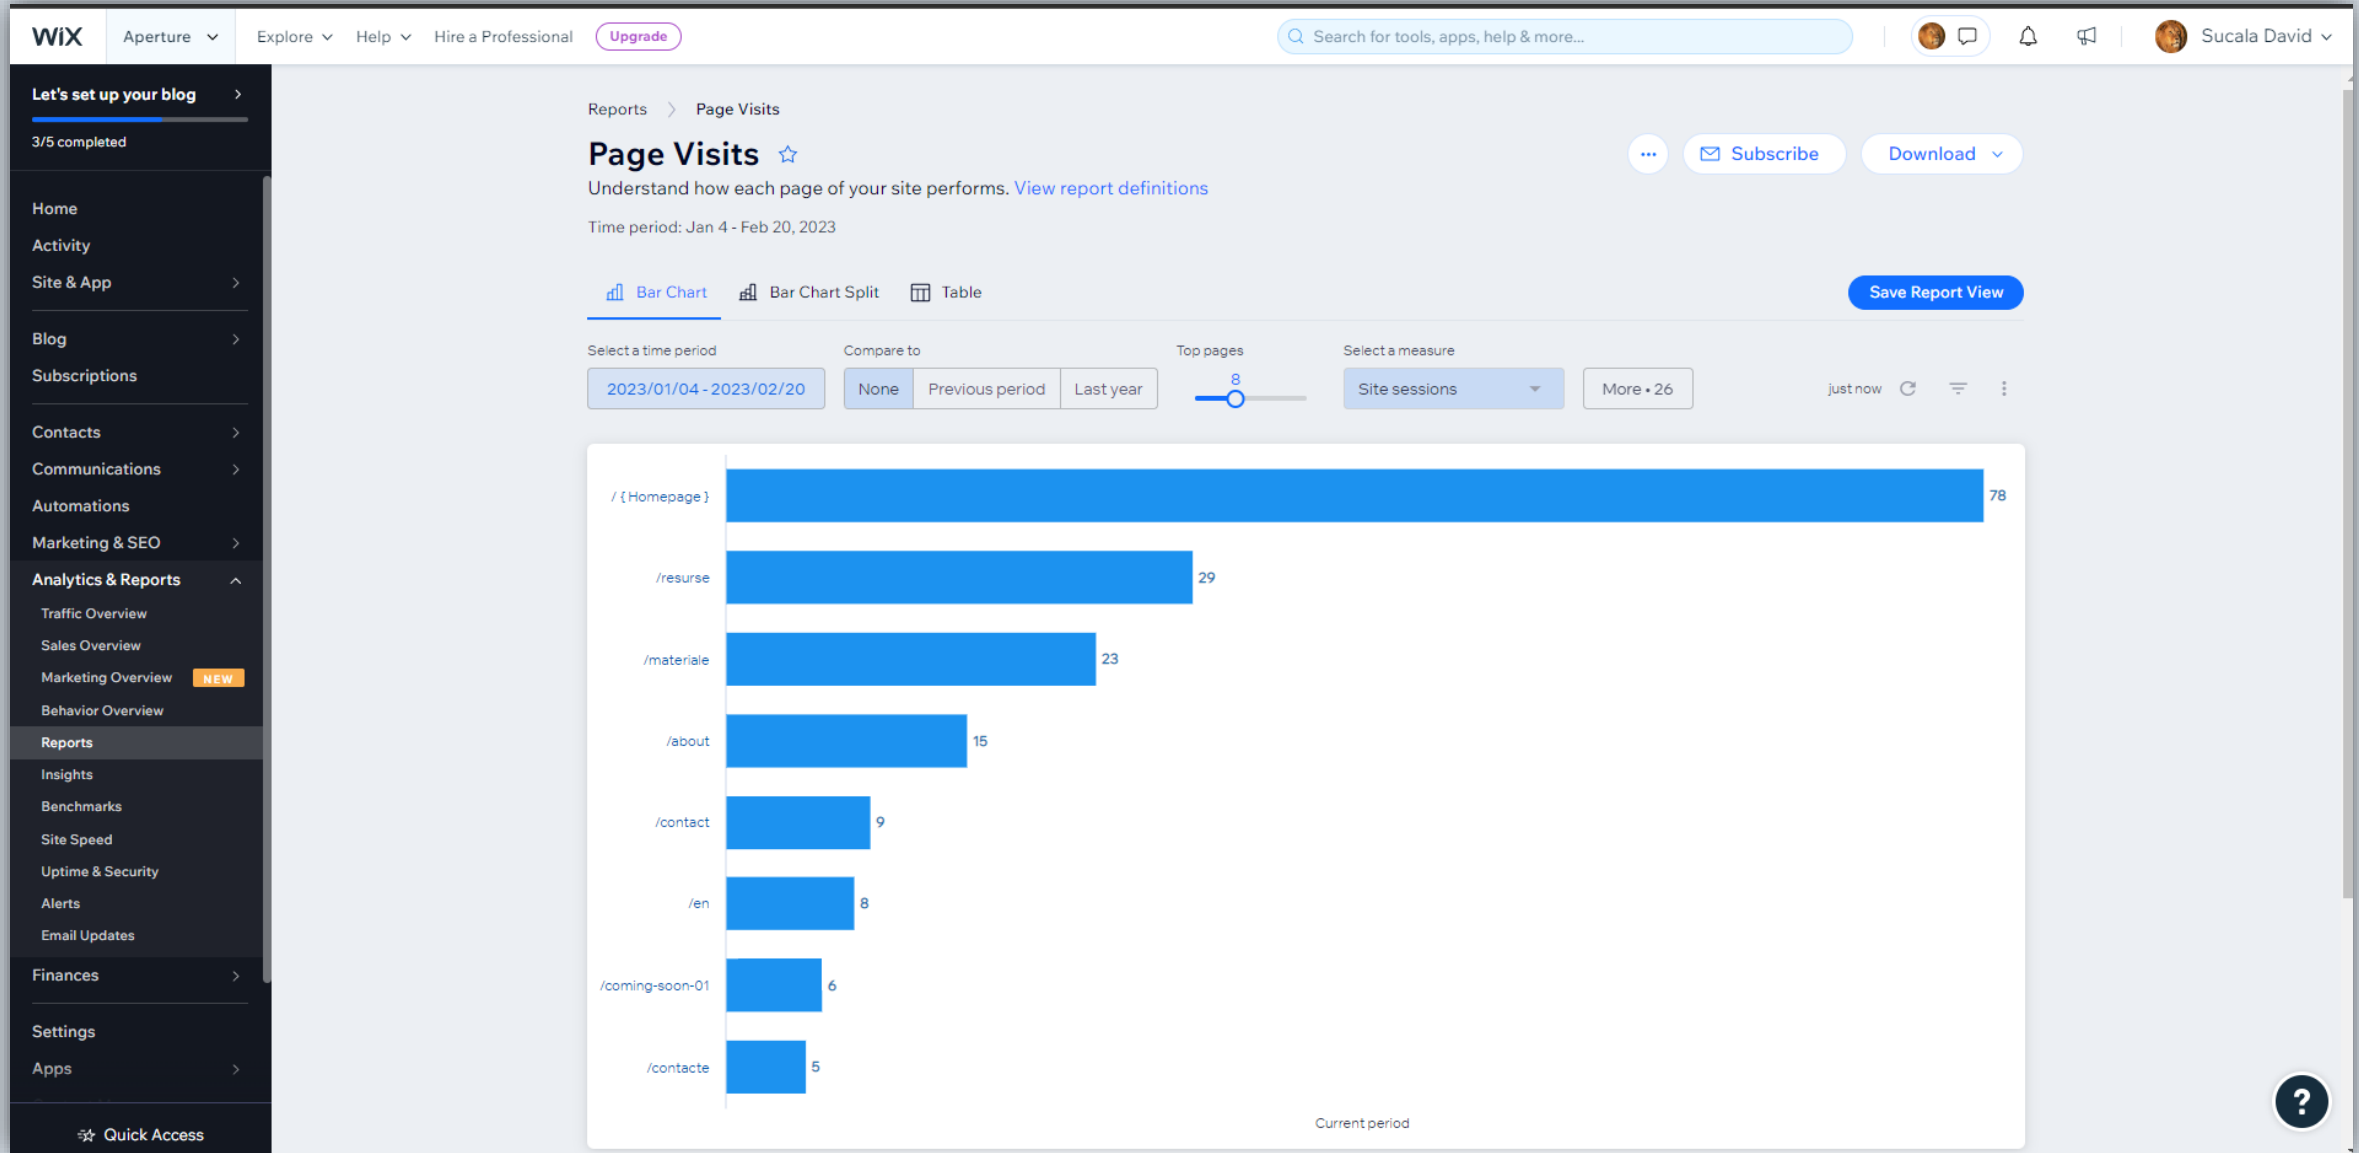 WiX Aperture Explore Help Hire a Professional Upgrade Search for tools, apps, help & more... Sucala David
Let's set up your blog
3/5 completed
Home
Activity
Site & App
Blog
Subscriptions
Contacts
Communications
Automations
Marketing & SEO
Analytics & Reports
Traffic Overview
Sales Overview
Marketing Overview NEW
Behavior Overview
Reports
Insights
Benchmarks
Site Speed
Uptime & Security
Alerts
Email Updates
Finances
Settings
Apps
Quick Access
Reports Page Visits
Page Visits
Subscribe Download
Understand how each page of your site performs. View report definitions
Time period: Jan 4 - Feb 20, 2023
Bar Chart Bar Chart Split Table Save Report View
Select a time period Compare to Top pages Select a measure
8
2023/01/04 - 2023/02/20 None Previous period Last year Site sessions More • 26 just now
/ { Homepage } 78
/resurse 29
/materiale 23
/about 15
/contact 9
/en 8
/coming-soon-01 6
/contacte 5
Current period
?